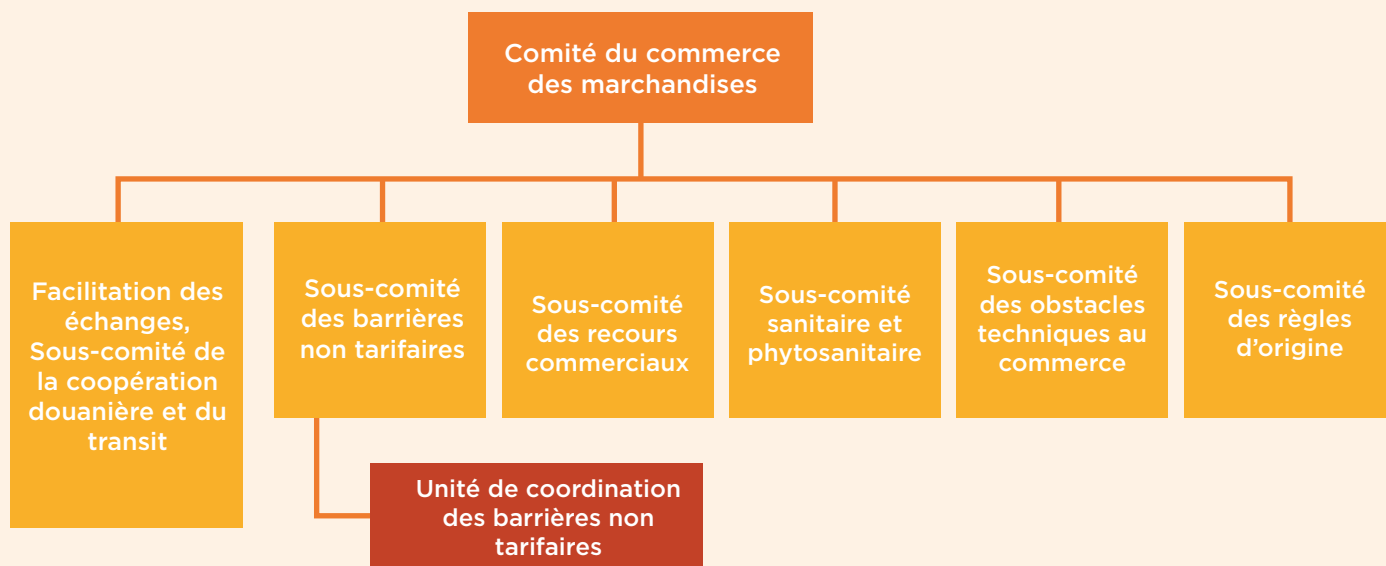 Comité du commerce
des marchandises
Facilitation des
échanges,
Sous-comité de
la coopération
douanière et du
transit
Sous-comité
des barrières
non tarifaires
Sous-comité
des recours
commerciaux
Sous-comité
sanitaire et
phytosanitaire
Sous-comité
des obstacles
techniques au
commerce
Sous-comité
des règles
d’origine
Unité de coordination
des barrières non
tarifaires